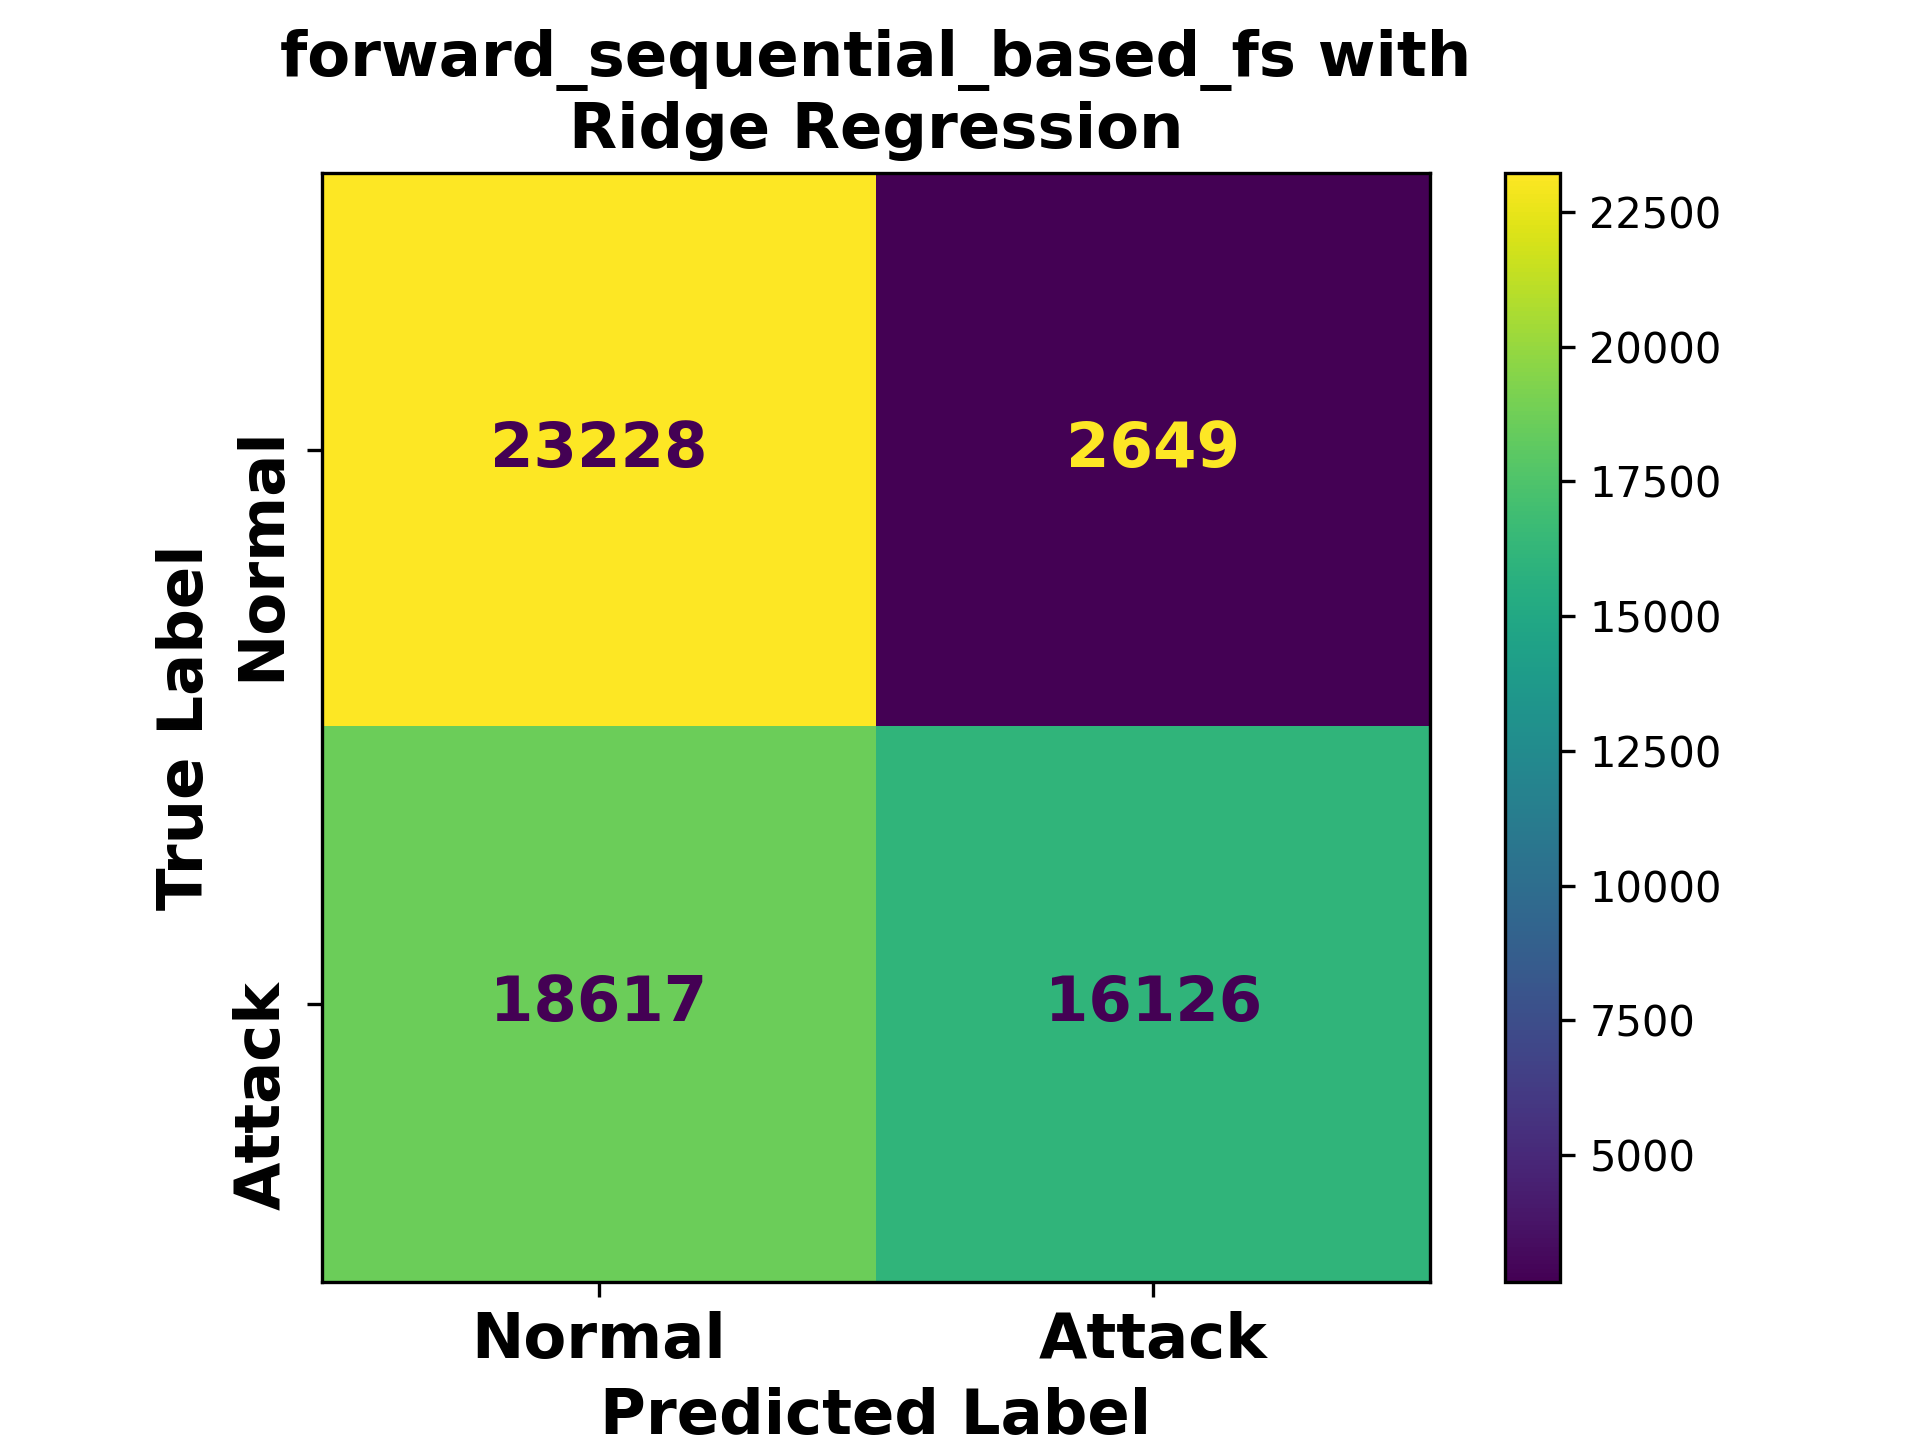 forward_sequential_based_fs with
Ridge Regression
True Label
Normal
Attack
23228
2649
18617
16126
Normal
Attack
Predicted Label
22500
20000
17500
15000
12500
10000
7500
5000